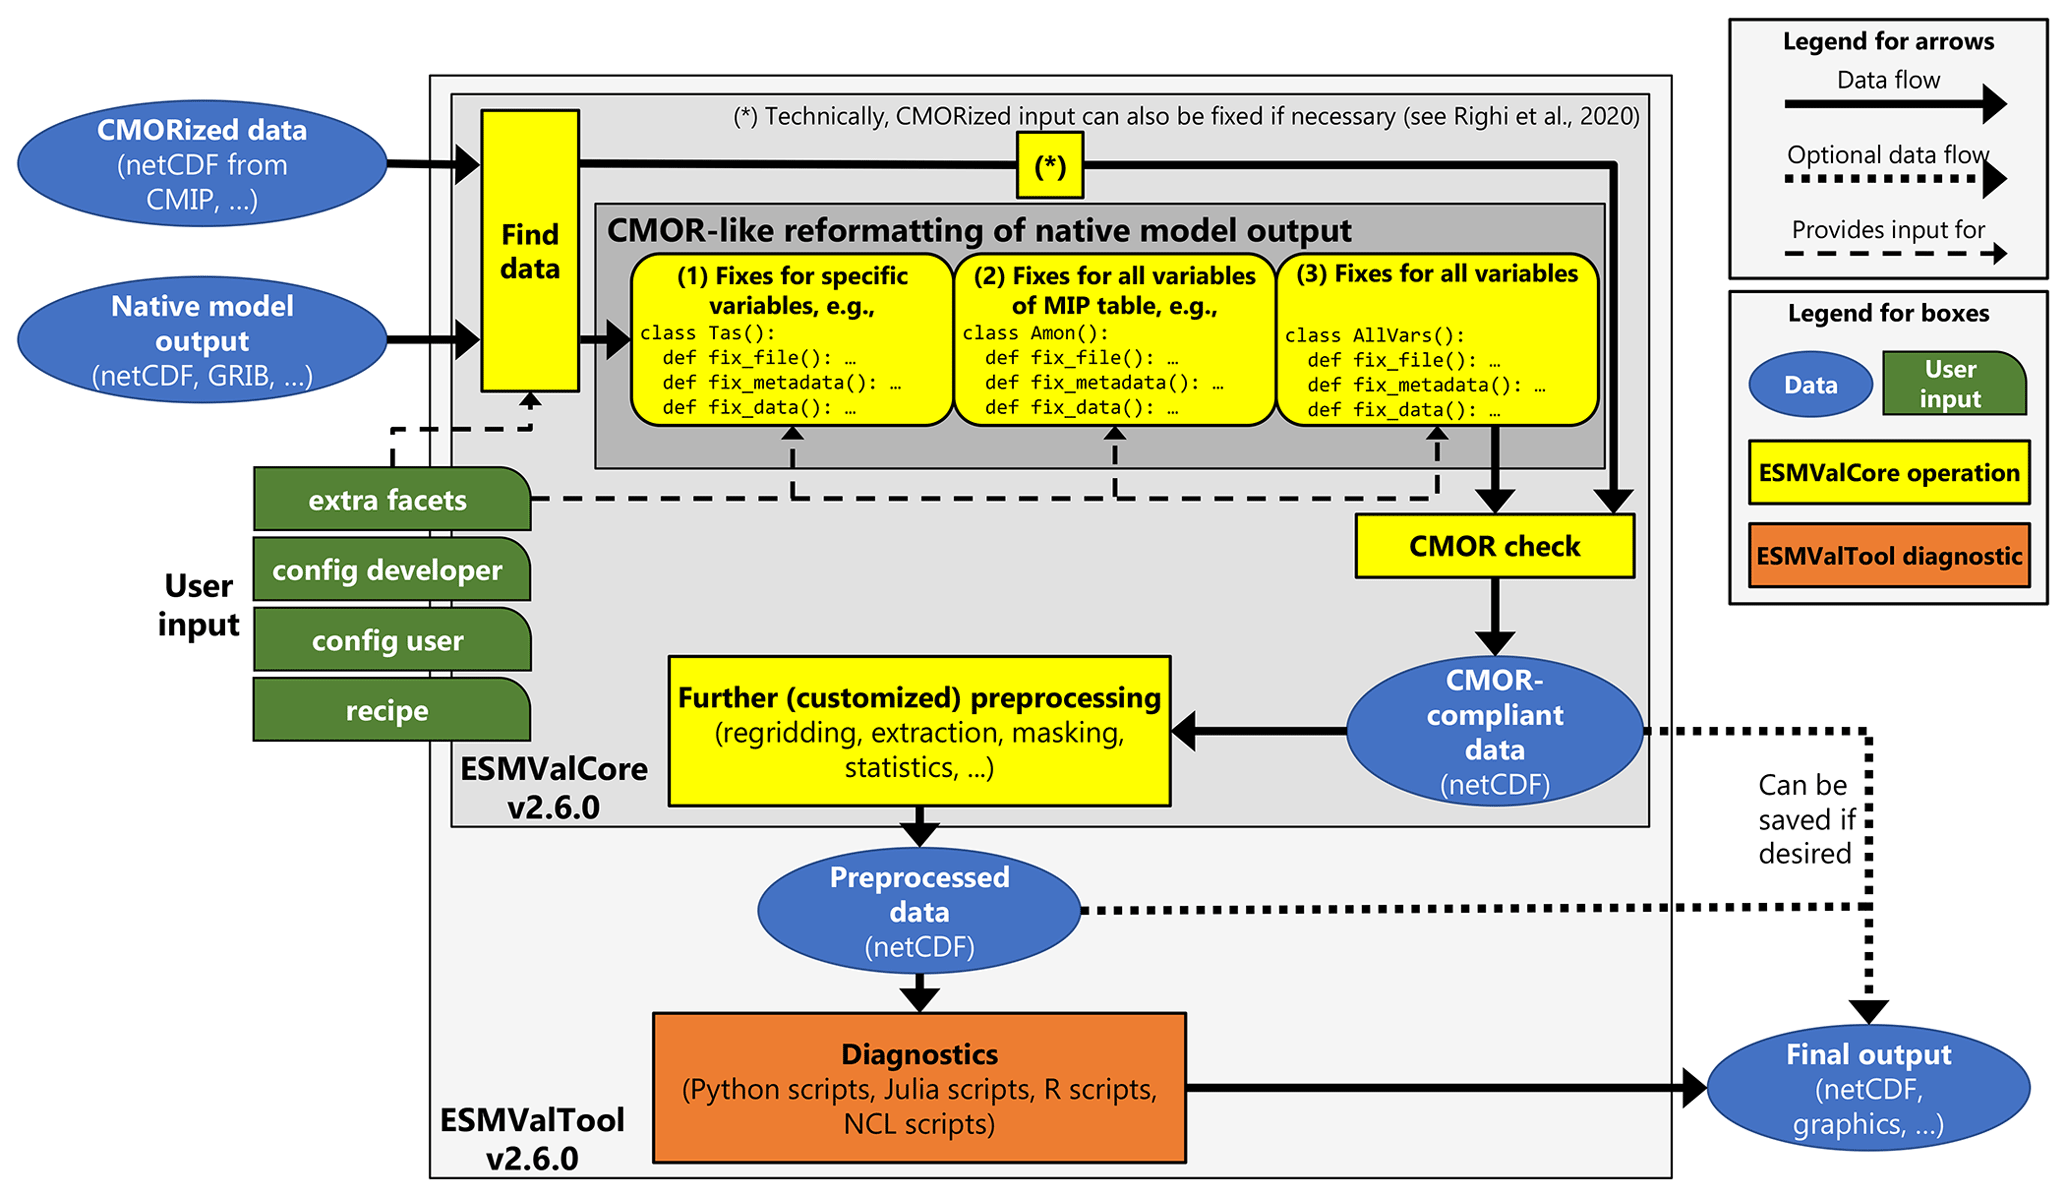 CMORized data
(netCDF from
CMIP, ...)
Native model
output
(netCDF, GRIB, ...)
Find
data
(*) Technically, CMORized input can also be fixed if necessary (see Righi et al., 2020)
(*)
CMOR-like reformatting of native model output
(1) Fixes for specific
variables, e.g.,
class Tas():
  def fix_file(): …
  def fix_metadata(): …
  def fix_data(): …
(2) Fixes for all variables
of MIP table, e.g.,
class Amon():
  def fix_file(): …
  def fix_metadata(): …
  def fix_data(): …
(3) Fixes for all variables
class AllVars():
  def fix_file(): …
  def fix_metadata(): …
  def fix_data(): …
User
input
extra facets
config developer
config user
recipe
CMOR check
CMOR-
compliant
data
(netCDF)
Further (customized) preprocessing
(regridding, extraction, masking,
statistics, ...)
ESMValCore
v2.6.0
Can be
saved if
desired
Preprocessed
data
(netCDF)
Diagnostics
(Python scripts, Julia scripts, R scripts,
NCL scripts)
ESMValTool
v2.6.0
Final output
(netCDF,
graphics, ...)
Legend for arrows
Data flow
Optional data flow
Provides input for
Legend for boxes
Data
User
input
ESMValCore operation
ESMValTool diagnostic